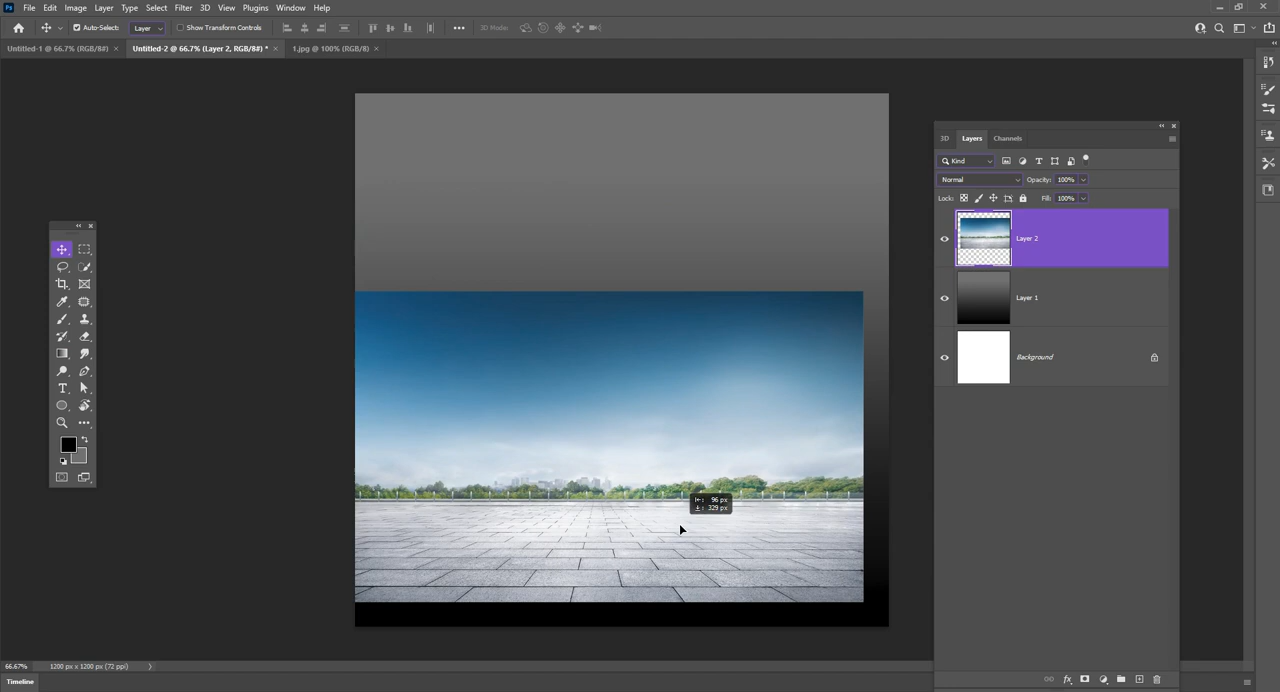 Ps File Edit Image Layer Type Select Filter 3D View Plugins Window Help
Auto-Select: Layer Show Transform Controls 3D Mode:
Untitled-1 @ 66.7% (RGB/8#) Untitled-2 @ 66.7% (Layer 2, RGB/8#) * 1.jpg @ 100% (RGB/8)
3D Layers Channels
Kind
Normal Opacity: 100%
Lock: Fill: 100%
Layer 2
Layer 1
Background
T
96 px
329 px
fx
66.67% 1200 px x 1200 px (72 ppi)
Timeline